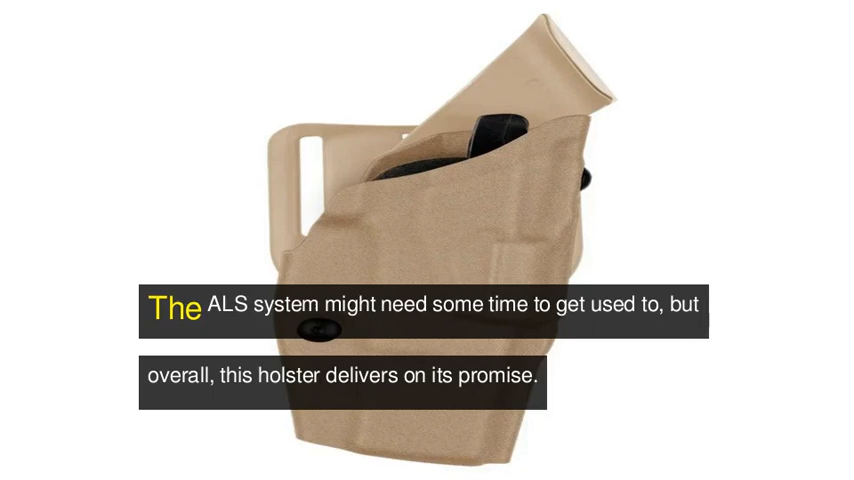 The ALS system might need some time to get used to, but
overall, this holster delivers on its promise.